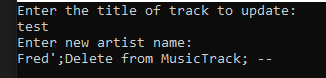 Enter the title of track to update:
test
Enter new artist name:
Fred';Delete from MusicTrack; --